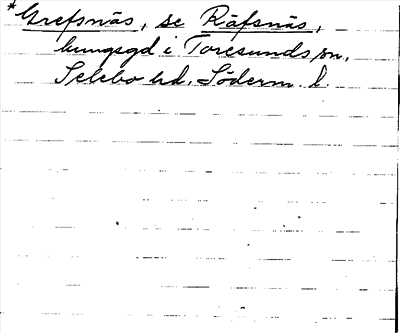 *Grefsnäs, se Räfsnäs,
kungsgd i Toresunds sn,
Selebo hd. Söderm. l.